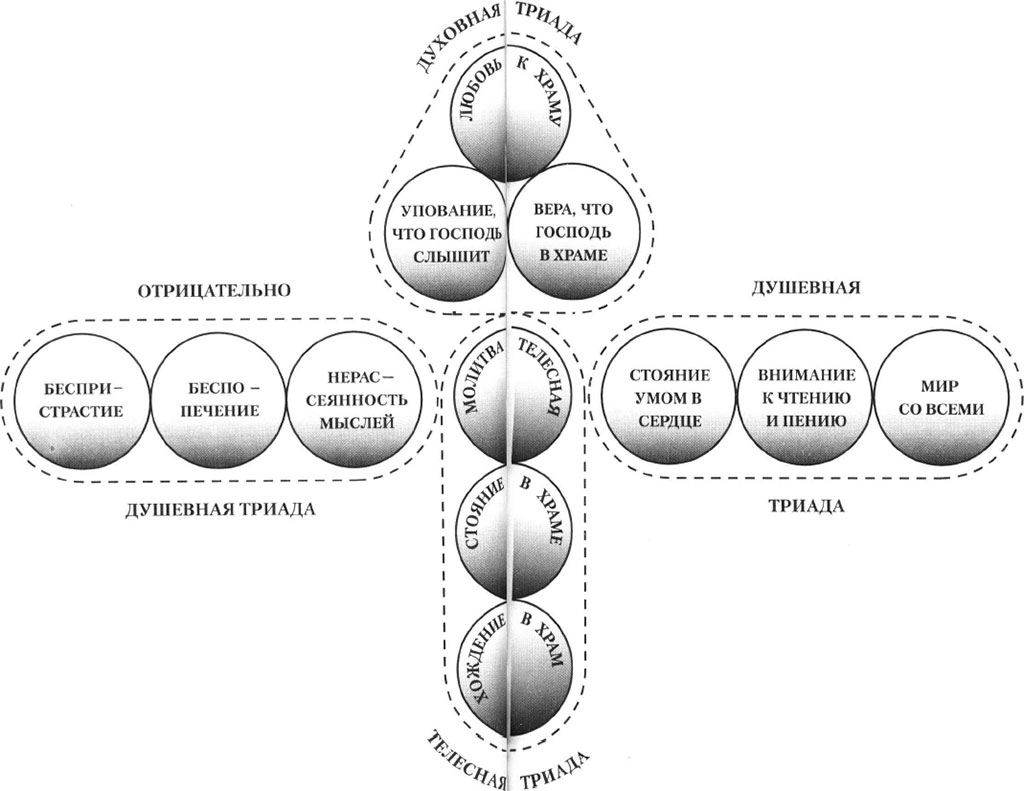 ДУХОВНАЯ ТРИАДА
ЛЮБОВЬ К ХРАМУ
УПОВАНИЕ,
ЧТО ГОСПОДЬ
СЛЫШИТ
ВЕРА, ЧТО
ГОСПОДЬ
В ХРАМЕ
ОТРИЦАТЕЛЬНО
БЕСПРИ–
СТРАСТИЕ
БЕСПО –
ПЕЧЕНИЕ
НЕРАС–
СЕЯННОСТЬ
МЫСЛЕЙ
ДУШЕВНАЯ ТРИАДА
МОЛИТВА ТЕЛЕСНАЯ
СТОЯНИЕ В ХРАМЕ
ХОЖДЕНИЕ В ХРАМ
ТЕЛЕСНАЯ ТРИАДА
ДУШЕВНАЯ
СТОЯНИЕ
УМОМ В
СЕРДЦЕ
ВНИМАНИЕ
К ЧТЕНИЮ
И ПЕНИЮ
МИР
СО ВСЕМИ
ТРИАДА